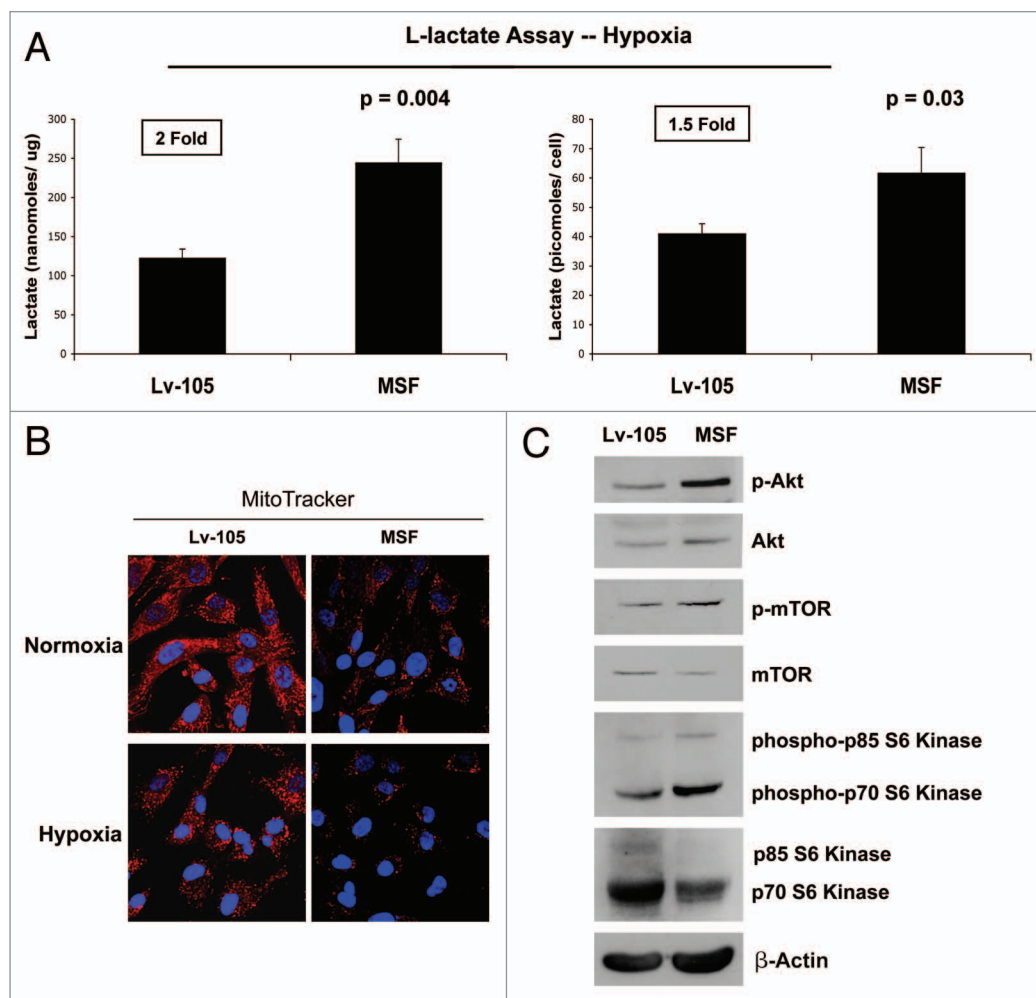 A
L-lactate Assay -- Hypoxia
p = 0.004
2 Fold
Lactate (nanomoles/ ug)
300
250
200
150
100
50
0
Lv-105 MSF
p = 0.03
1.5 Fold
Lactate (picomoles/ cell)
80
70
60
50
40
30
20
10
0
Lv-105 MSF
B
MitoTracker
Lv-105 MSF
Normoxia
Hypoxia
C
Lv-105 MSF
p-Akt
Akt
p-mTOR
mTOR
phospho-p85 S6 Kinase
phospho-p70 S6 Kinase
p85 S6 Kinase
p70 S6 Kinase
β-Actin